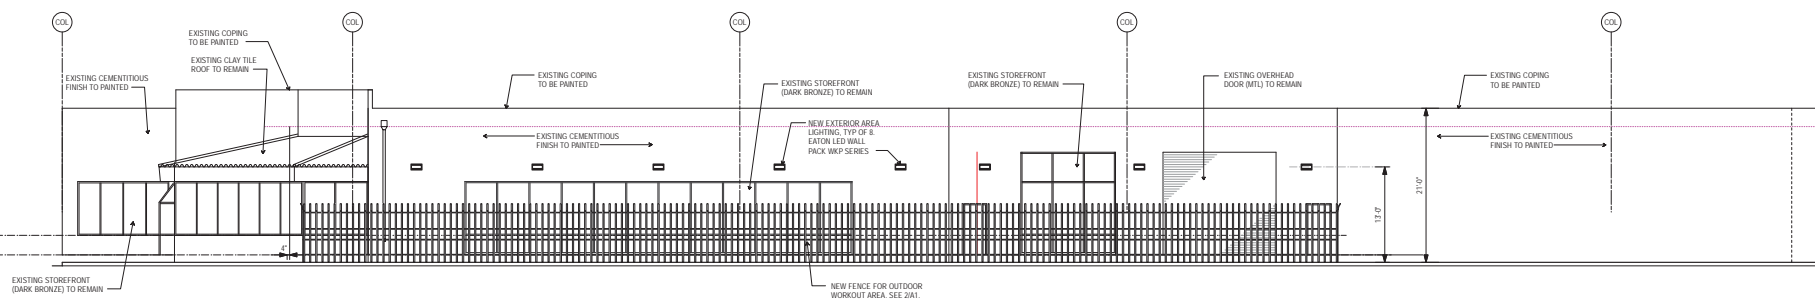 COL
COL
COL
COL
COL
EXISTING COPING
TO BE PAINTED
EXISTING CLAY TILE
ROOF TO REMAIN
EXISTING CEMENTITIOUS
FINISH TO PAINTED
EXISTING COPING
TO BE PAINTED
EXISTING STOREFRONT
(DARK BRONZE) TO REMAIN
EXISTING STOREFRONT
(DARK BRONZE) TO REMAIN
EXISTING OVERHEAD
DOOR (MTL) TO REMAIN
EXISTING COPING
TO BE PAINTED
EXISTING CEMENTITIOUS
FINISH TO PAINTED
NEW EXTERIOR AREA
LIGHTING, TYP OF 8.
EATON LED WALL
PACK WKP SERIES
EXISTING CEMENTITIOUS
FINISH TO PAINTED
13'-0"
21'-0"
4"
EXISTING STOREFRONT
(DARK BRONZE) TO REMAIN
NEW FENCE FOR OUTDOOR
WORKOUT AREA. SEE 2/A1.